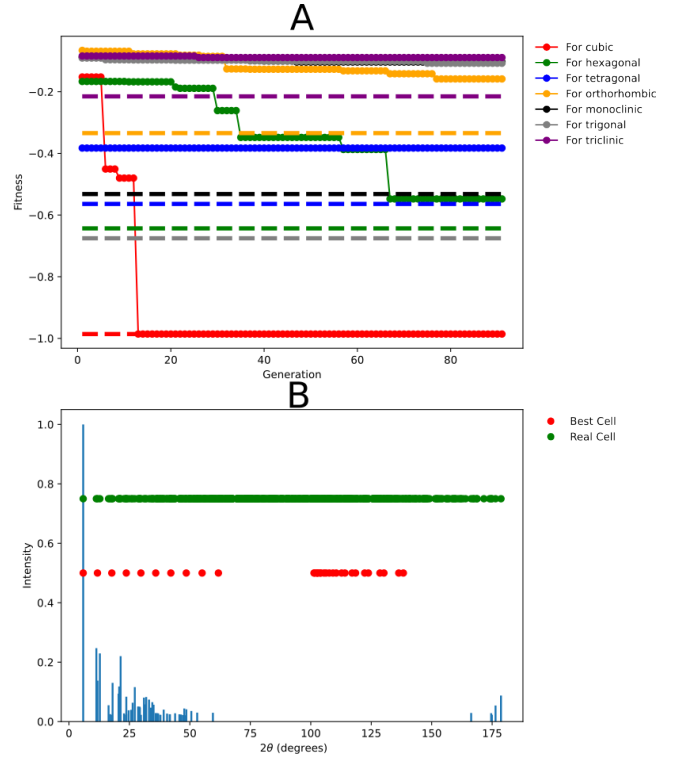 A
−0.2
−0.4
−0.6
−0.8
−1.0
Fitness
0
20
40
60
80
Generation
For cubic
For hexagonal
For tetragonal
For orthorhombic
For monoclinic
For trigonal
For triclinic
B
1.0
0.8
0.6
0.4
0.2
0.0
Intensity
0
25
50
75
100
125
150
175
2θ (degrees)
Best Cell
Real Cell